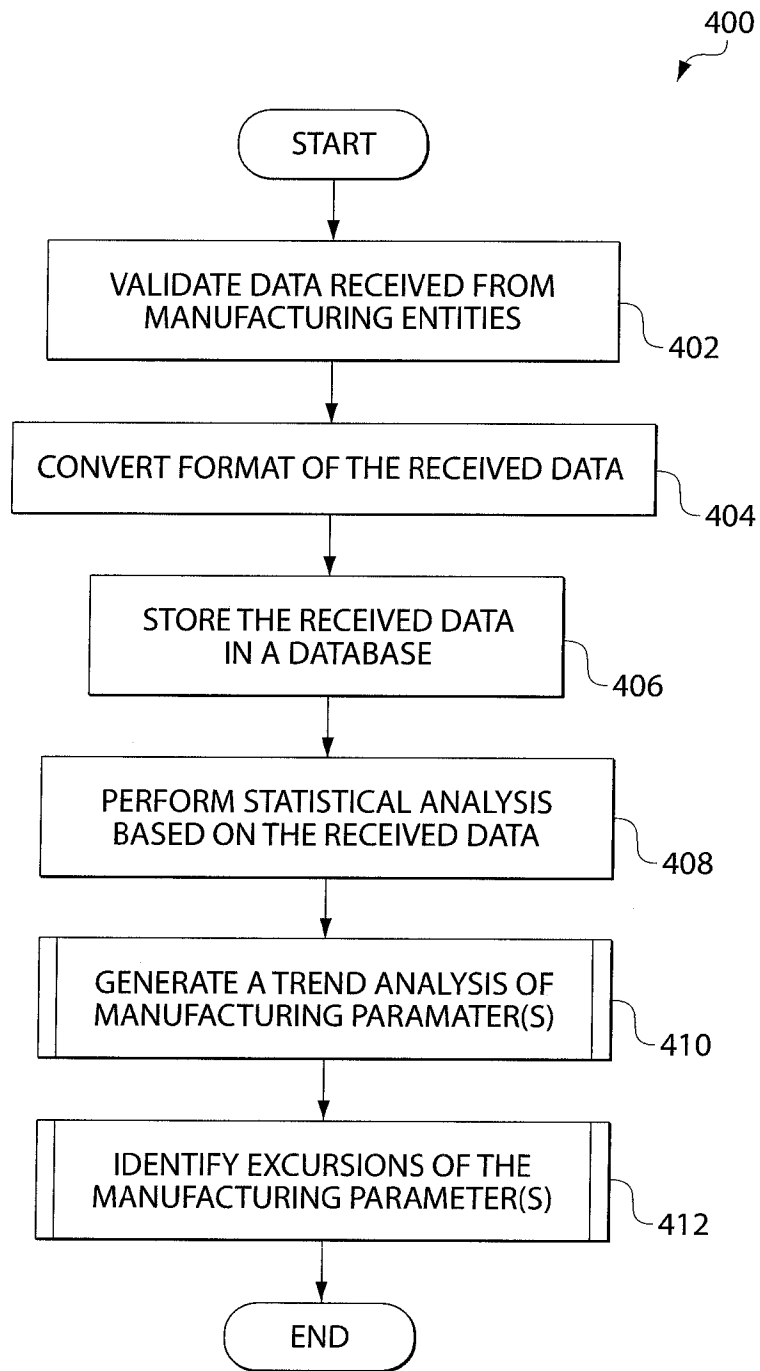 400
START
VALIDATE DATA RECEIVED FROM
MANUFACTURING ENTITIES
402
CONVERT FORMAT OF THE RECEIVED DATA
404
STORE THE RECEIVED DATA
IN A DATABASE
406
PERFORM STATISTICAL ANALYSIS
BASED ON THE RECEIVED DATA
408
GENERATE A TREND ANALYSIS OF
MANUFACTURING PARAMATER(S)
410
IDENTIFY EXCURSIONS OF THE
MANUFACTURING PARAMETER(S)
412
END